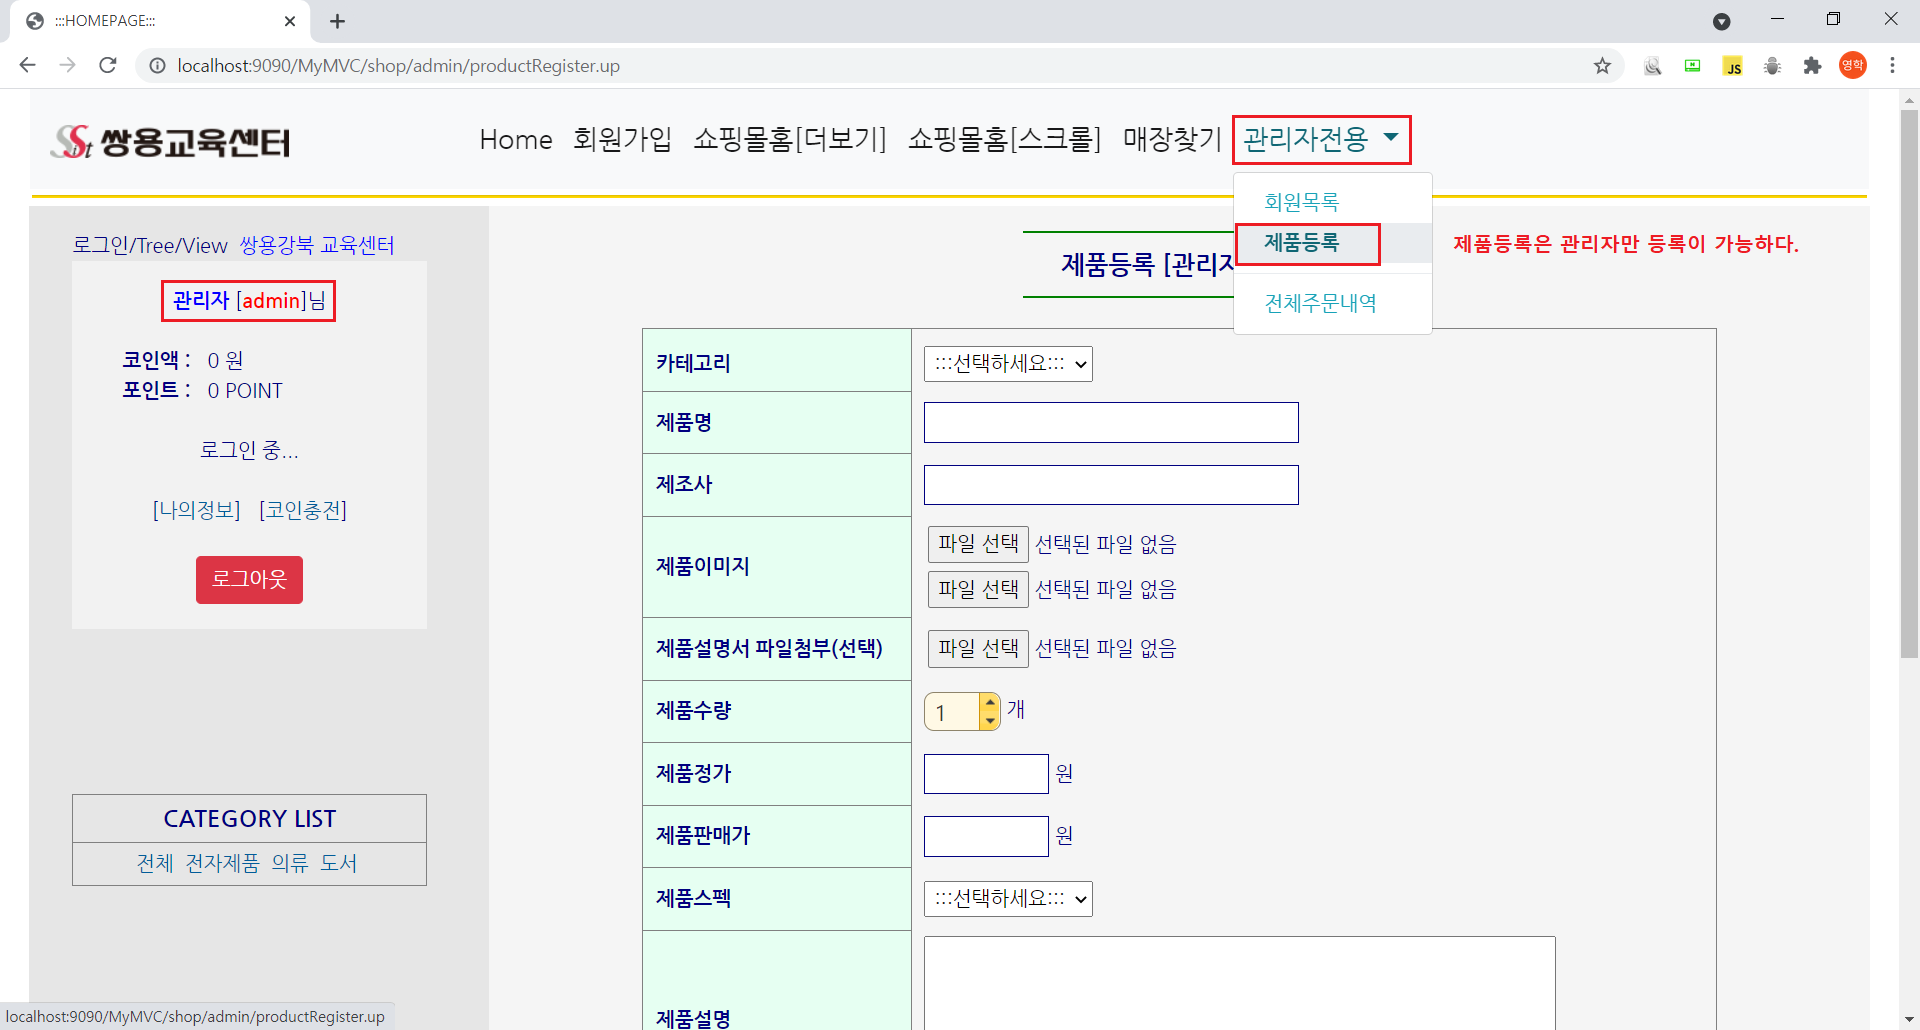 :::HOMEPAGE:::
localhost:9090/MyMVC/shop/admin/productRegister.up
JS
영학
SSt 쌍용교육센터
Home 회원가입 쇼핑몰홈[더보기] 쇼핑몰홈[스크롤] 매장찾기 관리자전용
회원목록
제품등록
전체주문내역
제품등록은 관리자만 등록이 가능하다.
로그인/Tree/View 쌍용강북 교육센터
관리자 [admin]님
코인액 : 0 원
포인트 : 0 POINT
로그인 중...
[나의정보] [코인충전]
로그아웃
CATEGORY LIST
전체 전자제품 의류 도서
제품등록 [관리자
카테고리 :::선택하세요:::
제품명
제조사
제품이미지
파일 선택 선택된 파일 없음
파일 선택 선택된 파일 없음
제품설명서 파일첨부(선택) 파일 선택 선택된 파일 없음
제품수량 1 개
제품정가 원
제품판매가 원
제품스펙 :::선택하세요:::
제품설명
localhost:9090/MyMVC/shop/admin/productRegister.up